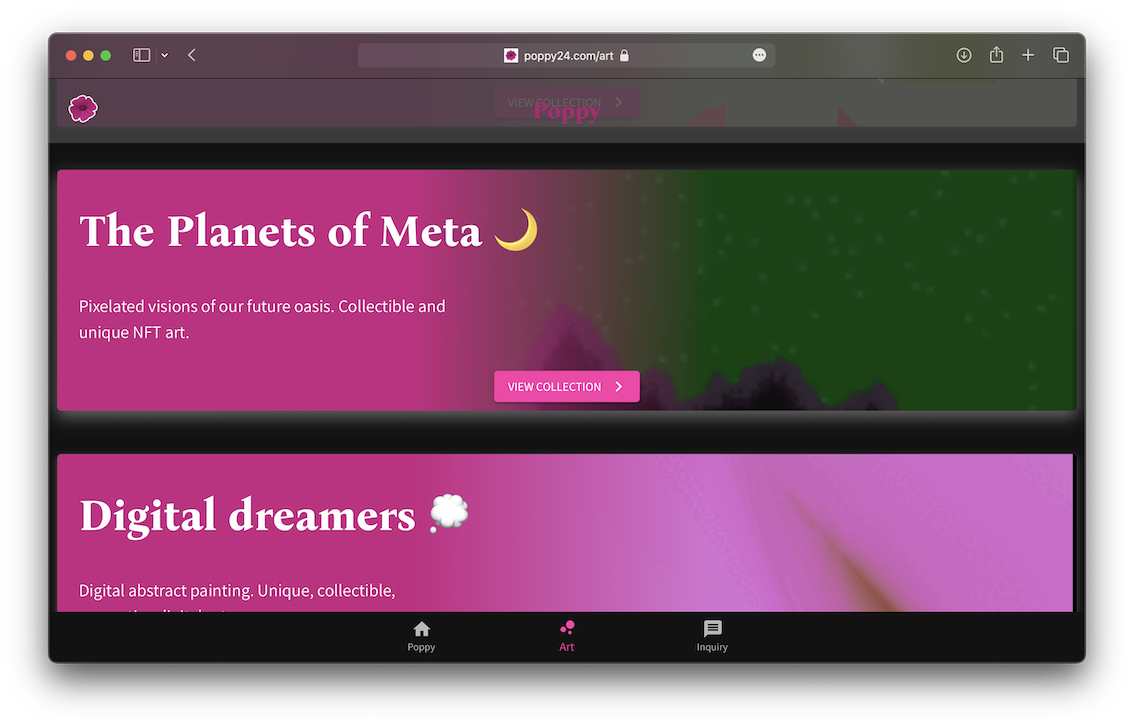 poppy24.com/art
VIEW COLLECTION
Poppy
The Planets of Meta 🌙
Pixelated visions of our future oasis. Collectible and
unique NFT art.
VIEW COLLECTION
Digital dreamers 💭
Digital abstract painting. Unique, collectible,
Poppy
Art
Inquiry